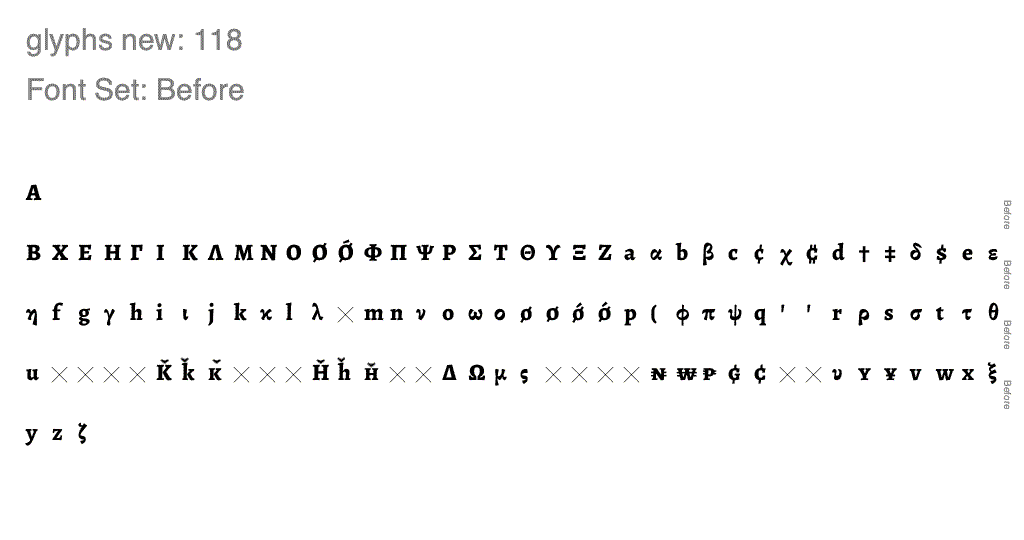 glyphs new: 118
Font Set: Before
Α
Before
Β Χ Ε Η Γ Ι Κ Λ Μ Ν Ο Ø Ǿ Φ Π Ψ Ρ Σ Τ Θ Υ Ξ Ζ a α b β c ¢ χ ₵ d † ‡ δ $ e ε
Before
η f g γ h i ι j k κ l λ m n ν o ω ο ø ø ǿ ǿ p ( φ π ψ q ' ' r ρ s σ t τ θ
Before
u Ǩ ǩ ǩ Ȟ ȟ ȟ Δ Ω μ ς ₦ ₩ ₽ ₲ ₵ υ ʏ ¥ v w x ξ
Before
y z ζ